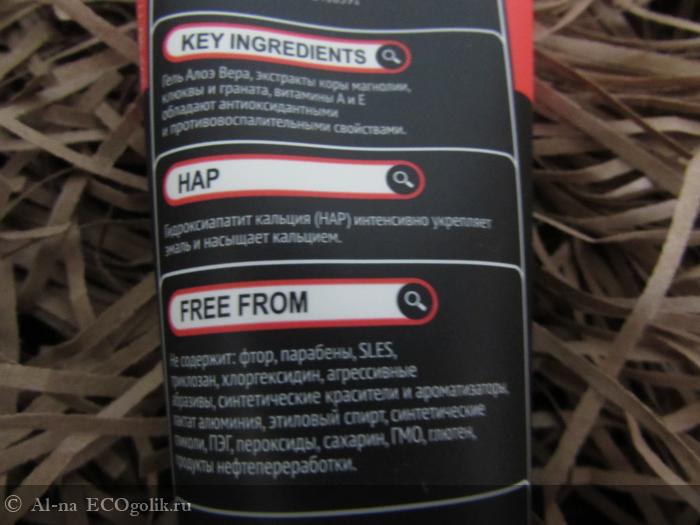 KEY INGREDIENTS
Гель Алоэ Вера, экстракты коры магнолии,
клюквы и граната, витамины А и Е
обладают антиоксидантными
и противовоспалительными свойствами.
HAP
Гидроксиапатит кальция (НАР) интенсивно укрепляет
эмаль и насыщает кальцием.
FREE FROM
Не содержит: фтор, парабены, SLES,
триклозан, хлоргексидин, агрессивные
абразивы, синтетические красители и ароматизаторы,
лактат алюминия, этиловый спирт, синтетические
гликоли, ПЭГ, пероксиды, сахарин, ГМО, глютен,
продукты нефтепереработки.
© Al-na ECOgolik.ru